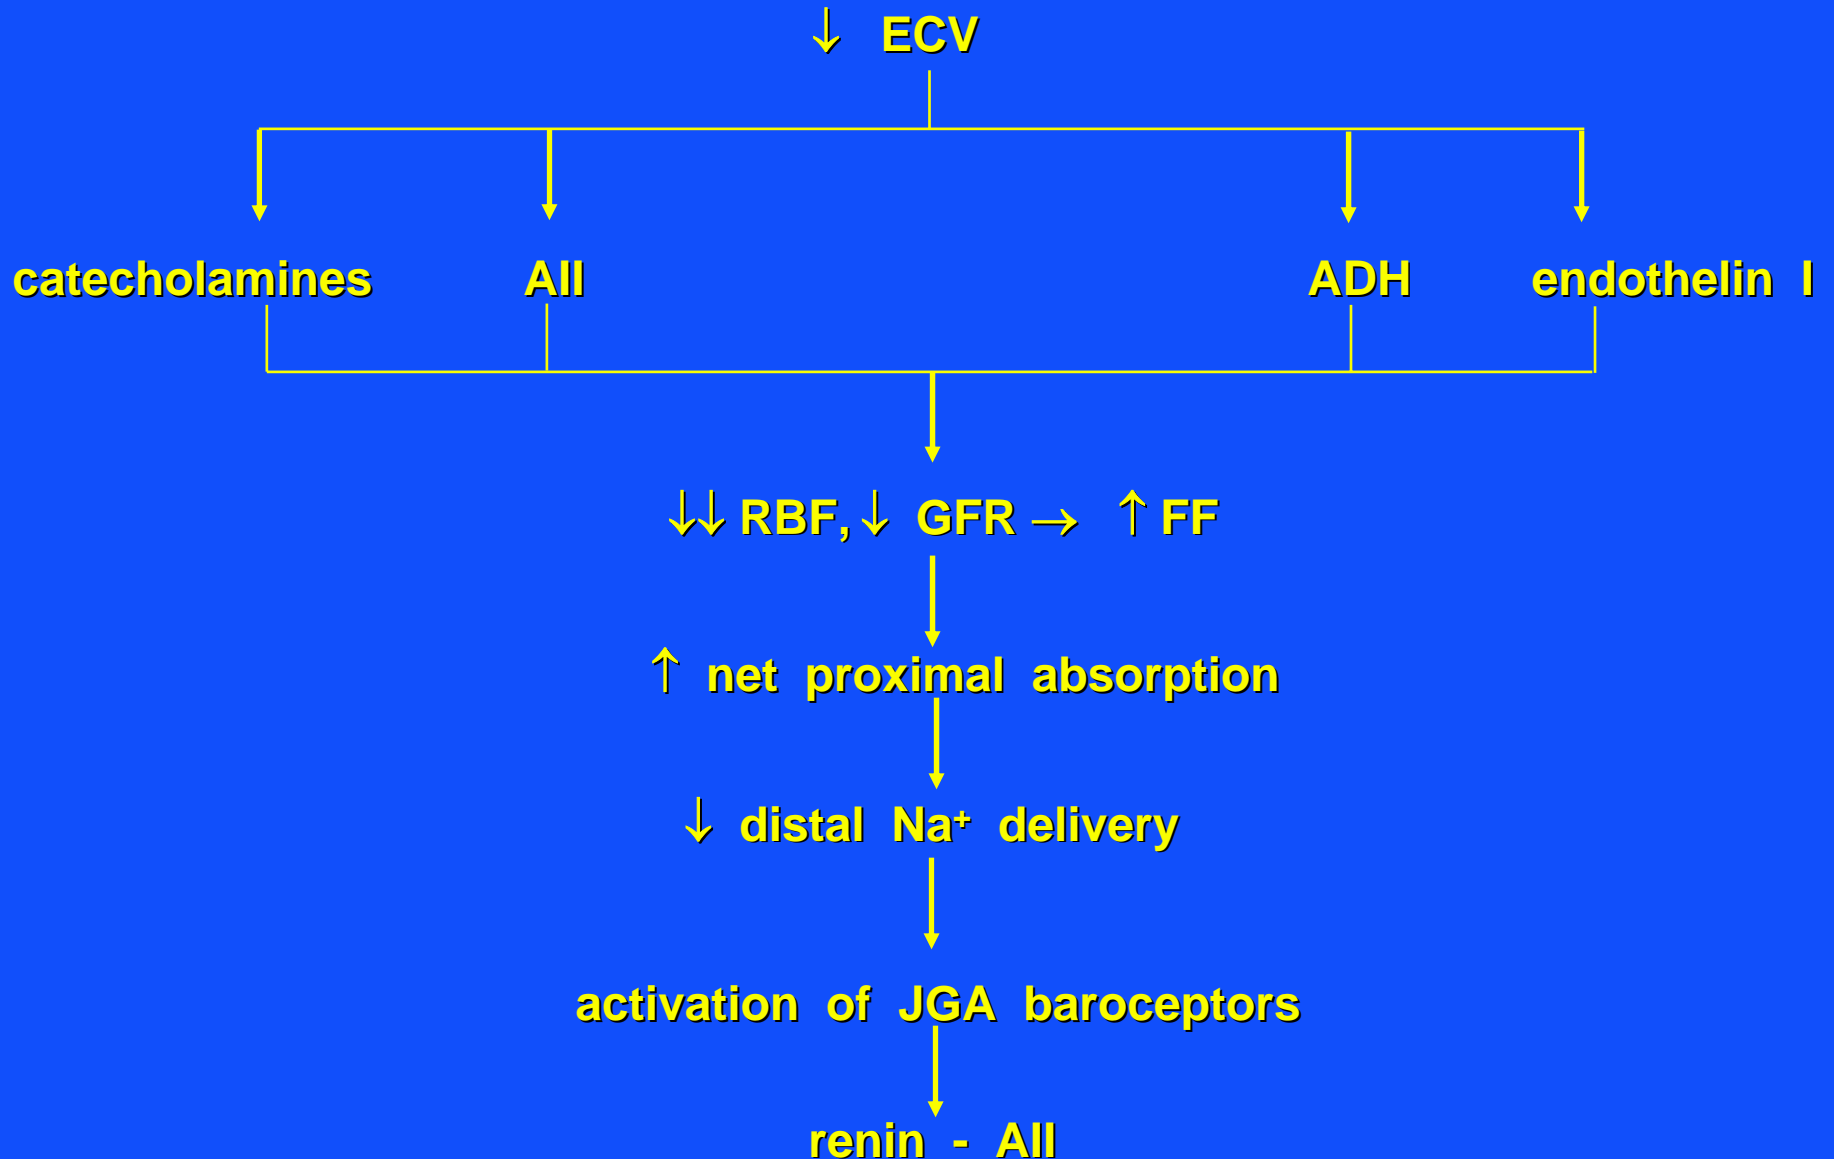 ↓ ECV
catecholamines AII ADH endothelin I
↓↓ RBF, ↓ GFR → ↑ FF
↑ net proximal absorption
↓ distal Na⁺ delivery
activation of JGA baroceptors
renin - AII